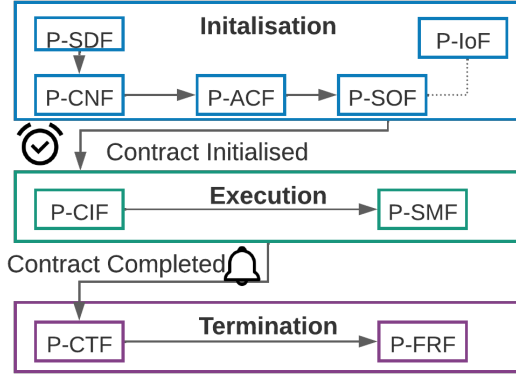 Initalisation
P-SDF
P-IoF
P-CNF
P-ACF
P-SOF
Contract Initialised
Execution
P-CIF
P-SMF
Contract Completed
Termination
P-CTF
P-FRF